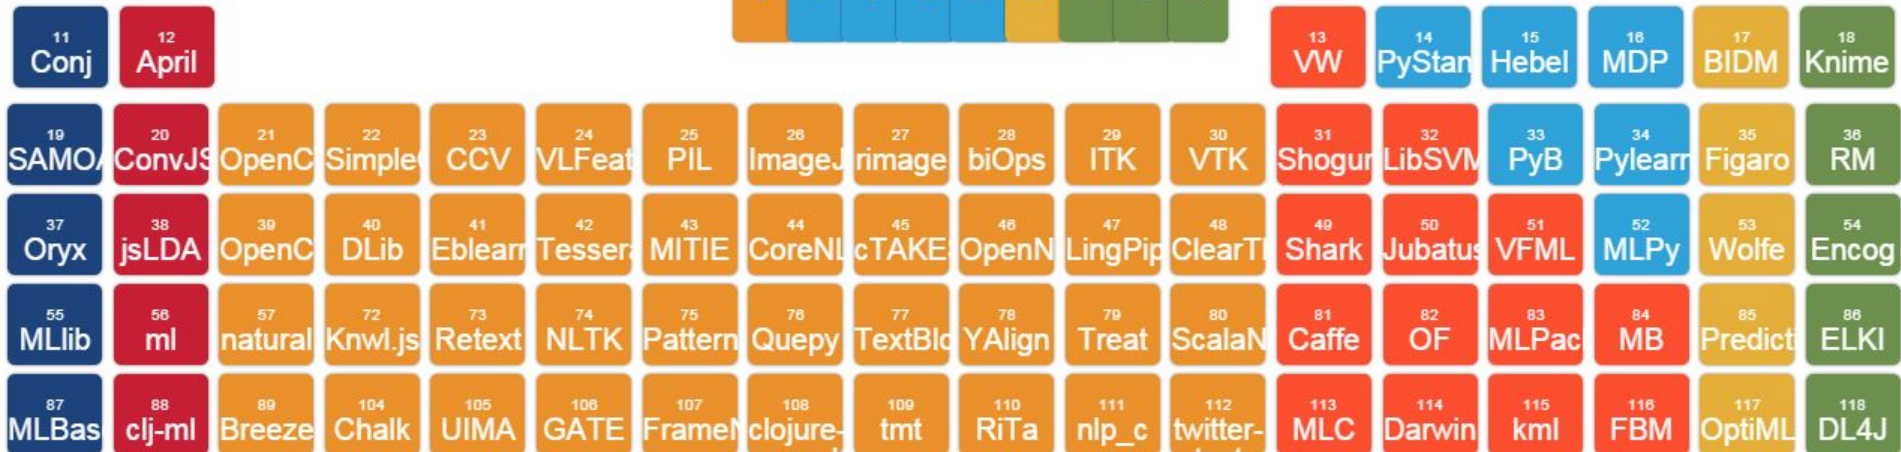 11 12 13 14 15 16 17 18
Conj April VW PyStan Hebel MDP BIDM Knime
19 20 21 22 23 24 25 26 27 28 29 30 31 32 33 34 35 36
SAMOA ConvJS OpenC Simple CCV VLFeat PIL ImageJ rimage biOps ITK VTK Shogun LibSVM PyB Pylearn Figaro RM
37 38 39 40 41 42 43 44 45 46 47 48 49 50 51 52 53 54
Oryx jsLDA OpenC DLib Eblearn Tessera MITIE CoreNL cTAKE OpenN LingPip ClearT Shark Jubatus VFML MLPy Wolfe Encog
55 56 57 72 73 74 75 76 77 78 79 80 81 82 83 84 85 86
MLlib ml natural Knwl.js Retext NLTK Pattern Quepy TextBlo YAlign Treat ScalaN Caffe OF MLPac MB Predict ELKI
87 88 89 104 105 106 107 108 109 110 111 112 113 114 115 116 117 118
MLBas clj-ml Breeze Chalk UIMA GATE FrameN clojure- tmt RiTa nlp_c twitter- MLC Darwin kml FBM OptiML DL4J